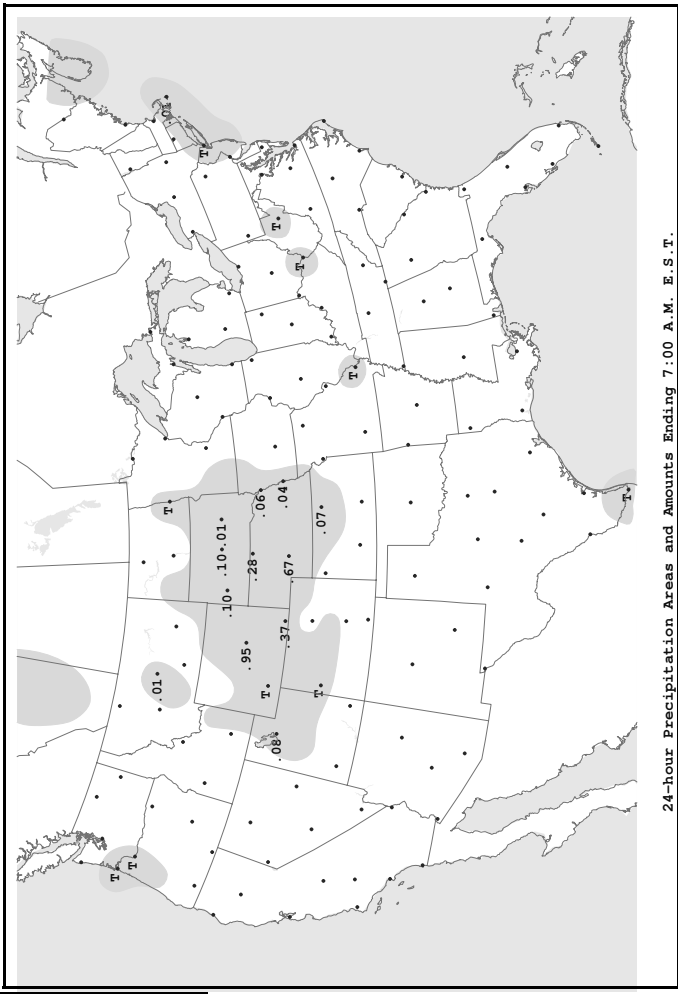 T
T
.01
.01
T
T
.10 .01
.10
.95
.28
.06
T
.08
T
.04
.37
.67
T
T
.07
T
T
24-hour Precipitation Areas and Amounts Ending 7:00 A.M. E.S.T.